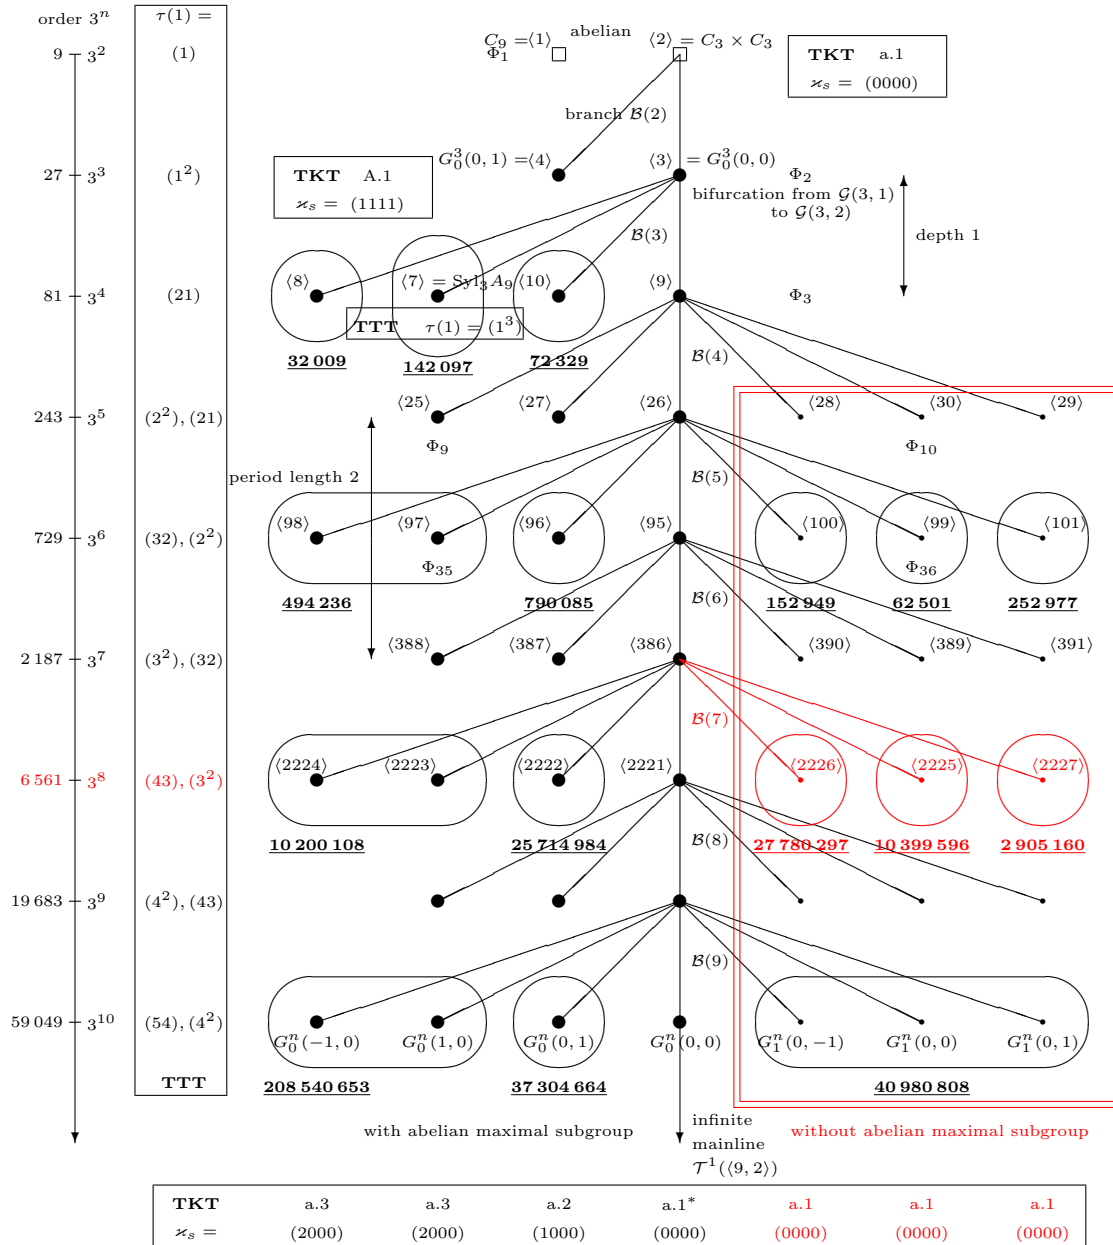 order 3^n
τ(1) =
C_9 = ⟨1⟩ abelian ⟨2⟩ = C_3 × C_3
Φ_1
TKT a.1
ϰ_s = (0000)
9 3^2 (1)
branch B(2)
G^3_0(0, 1) = ⟨4⟩ ⟨3⟩ = G^3_0(0, 0)
27 3^3 (1^2) Φ_2
TKT A.1
ϰ_s = (1111)
bifurcation from G(3, 1)
to G(3, 2)
B(3) depth 1
⟨8⟩ ⟨7⟩ = Syl_3 A_9 ⟨10⟩ ⟨9⟩
81 3^4 (21) Φ_3
TTT τ(1) = (1^3)
B(4)
32 009 142 097 72 329
⟨25⟩ ⟨27⟩ ⟨26⟩ ⟨28⟩ ⟨30⟩ ⟨29⟩
243 3^5 (2^2), (21)
Φ_9 Φ_10
period length 2 B(5)
⟨98⟩ ⟨97⟩ ⟨96⟩ ⟨95⟩ ⟨100⟩ ⟨99⟩ ⟨101⟩
729 3^6 (32), (2^2)
Φ_35 Φ_36
B(6)
494 236 790 085 152 949 62 501 252 977
⟨388⟩ ⟨387⟩ ⟨386⟩ ⟨390⟩ ⟨389⟩ ⟨391⟩
2 187 3^7 (3^2), (32)
B(7)
⟨2224⟩ ⟨2223⟩ ⟨2222⟩ ⟨2221⟩ ⟨2226⟩ ⟨2225⟩ ⟨2227⟩
6 561 3^8 (43), (3^2)
B(8)
10 200 108 25 714 984 27 780 297 10 399 596 2 905 160
19 683 3^9 (4^2), (43)
B(9)
59 049 3^10 (54), (4^2)
G^n_0(−1, 0) G^n_0(1, 0) G^n_0(0, 1) G^n_0(0, 0) G^n_1(0, −1) G^n_1(0, 0) G^n_1(0, 1)
TTT
208 540 653 37 304 664 40 980 808
infinite
with abelian maximal subgroup mainline without abelian maximal subgroup
T^1(⟨9, 2⟩)
TKT a.3 a.3 a.2 a.1* a.1 a.1 a.1
ϰ_s = (2000) (2000) (1000) (0000) (0000) (0000) (0000)